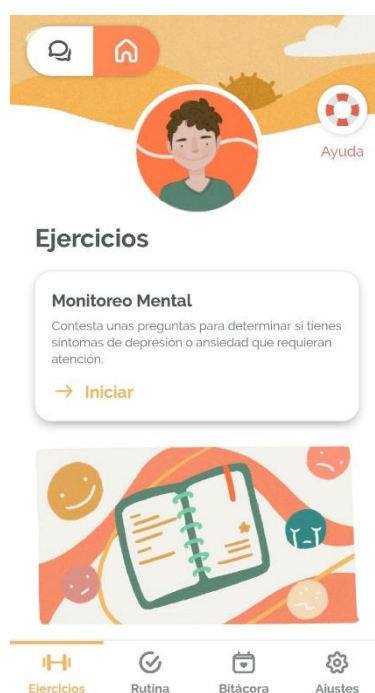 Ayuda
Ejercicios
Monitoreo Mental
Contesta unas preguntas para determinar si tienes
síntomas de depresión o ansiedad que requieran
atención.
→ Iniciar
Ejercicios
Rutina
Bitácora
Ajustes